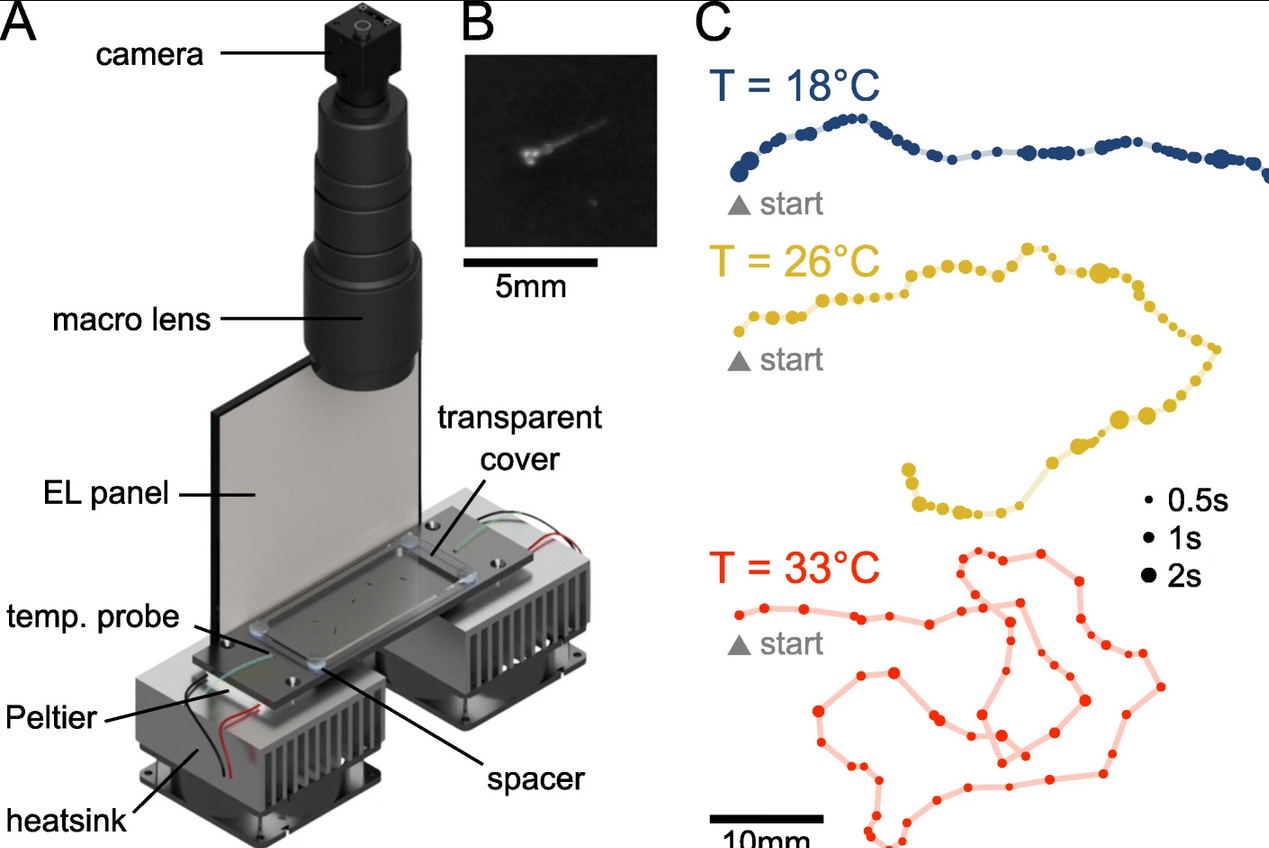 A
camera
macro lens
EL panel
temp. probe
Peltier
heatsink
transparent
cover
spacer
B
5mm
C
T = 18°C
▲ start
T = 26°C
▲ start
0.5s
1s
2s
T = 33°C
▲ start
10mm